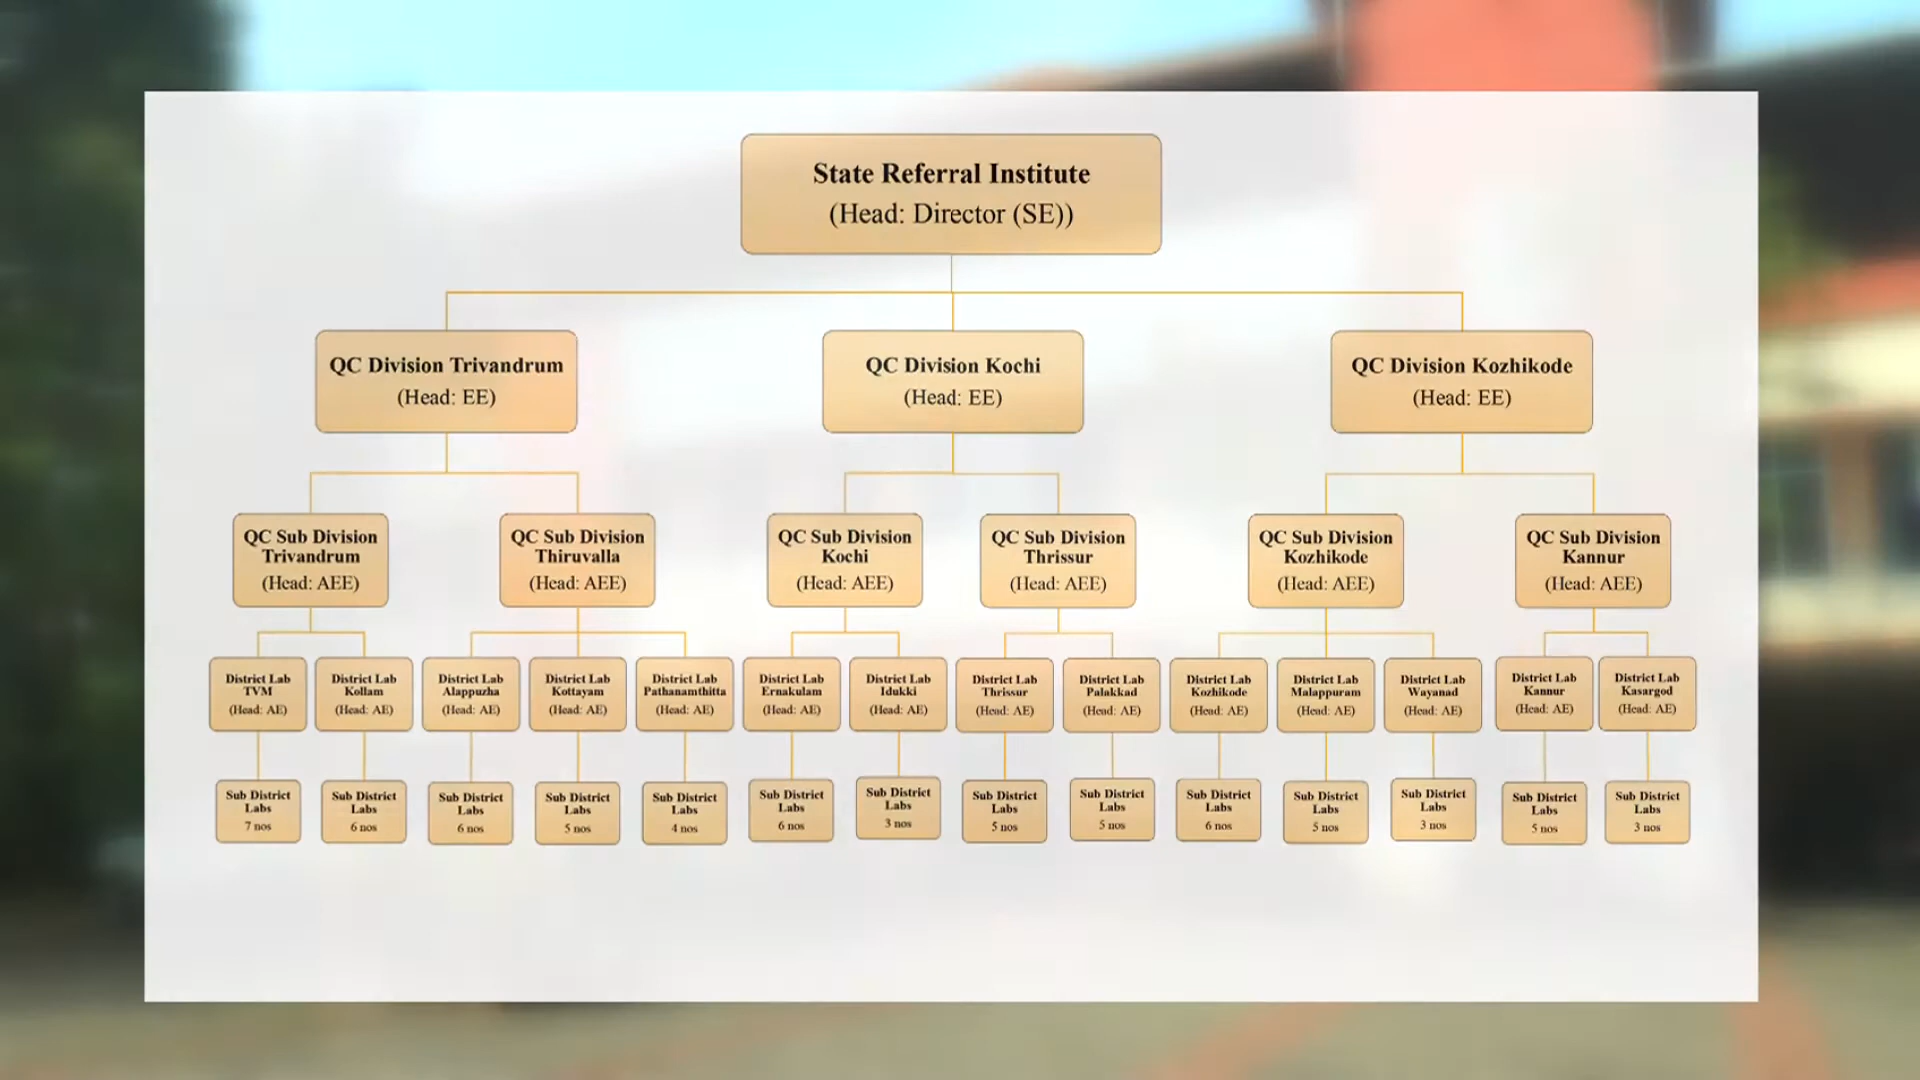 State Referral Institute
(Head: Director (SE))
QC Division Trivandrum
(Head: EE)
QC Division Kochi
(Head: EE)
QC Division Kozhikode
(Head: EE)
QC Sub Division
Trivandrum
(Head: AEE)
QC Sub Division
Thiruvalla
(Head: AEE)
QC Sub Division
Kochi
(Head: AEE)
QC Sub Division
Thrissur
(Head: AEE)
QC Sub Division
Kozhikode
(Head: AEE)
QC Sub Division
Kannur
(Head: AEE)
District Lab
TVM
(Head: AE)
District Lab
Kollam
(Head: AE)
District Lab
Alappuzha
(Head: AE)
District Lab
Kottayam
(Head: AE)
District Lab
Pathanamthitta
(Head: AE)
District Lab
Ernakulam
(Head: AE)
District Lab
Idukki
(Head: AE)
District Lab
Thrissur
(Head: AE)
District Lab
Palakkad
(Head: AE)
District Lab
Kozhikode
(Head: AE)
District Lab
Malappuram
(Head: AE)
District Lab
Wayanad
(Head: AE)
District Lab
Kannur
(Head: AE)
District Lab
Kasargod
(Head: AE)
Sub District
Labs
7 nos
Sub District
Labs
6 nos
Sub District
Labs
6 nos
Sub District
Labs
5 nos
Sub District
Labs
4 nos
Sub District
Labs
6 nos
Sub District
Labs
3 nos
Sub District
Labs
5 nos
Sub District
Labs
5 nos
Sub District
Labs
6 nos
Sub District
Labs
5 nos
Sub District
Labs
3 nos
Sub District
Labs
5 nos
Sub District
Labs
3 nos